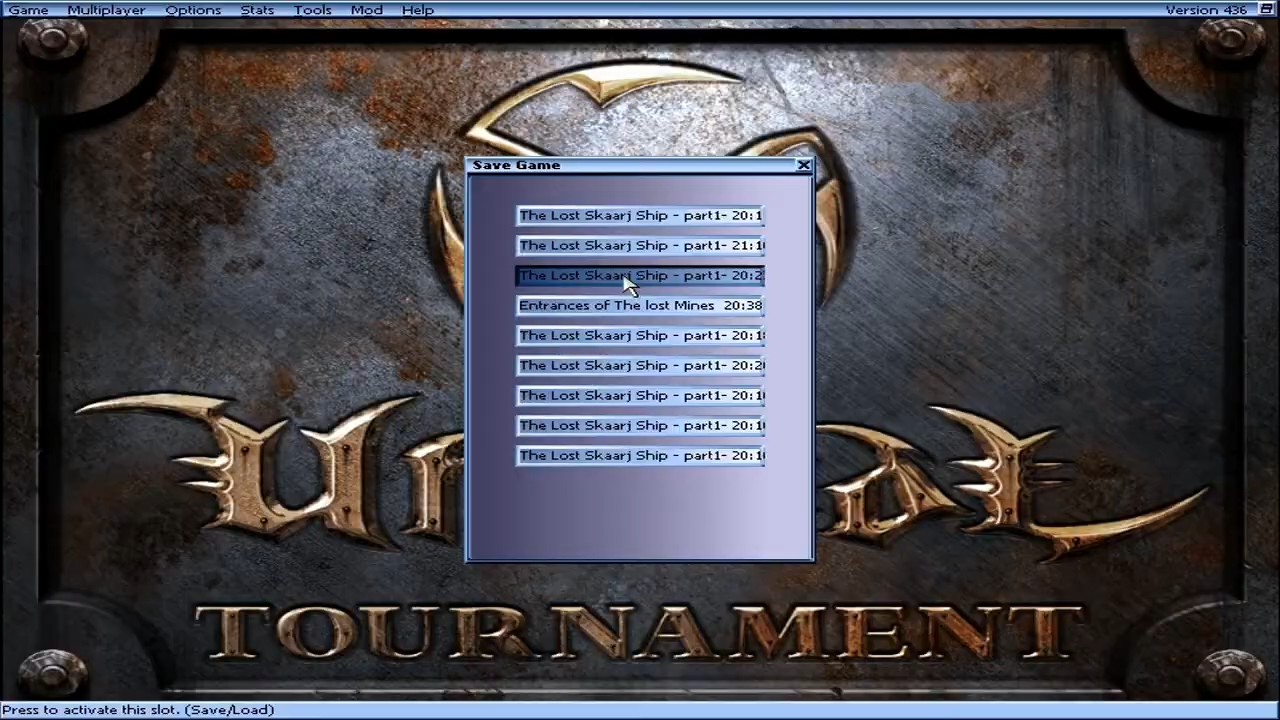 Game Multiplayer Options Stats Tools Mod Help Version 436
Save Game
The Lost Skaarj Ship - part1- 20:1
The Lost Skaarj Ship - part1- 21:1
The Lost Skaarj Ship - part1- 20:2
Entrances of The lost Mines 20:38
The Lost Skaarj Ship - part1- 20:1
The Lost Skaarj Ship - part1- 20:2
The Lost Skaarj Ship - part1- 20:1
The Lost Skaarj Ship - part1- 20:1
The Lost Skaarj Ship - part1- 20:1
TOURNAMENT
Press to activate this slot. (Save/Load)